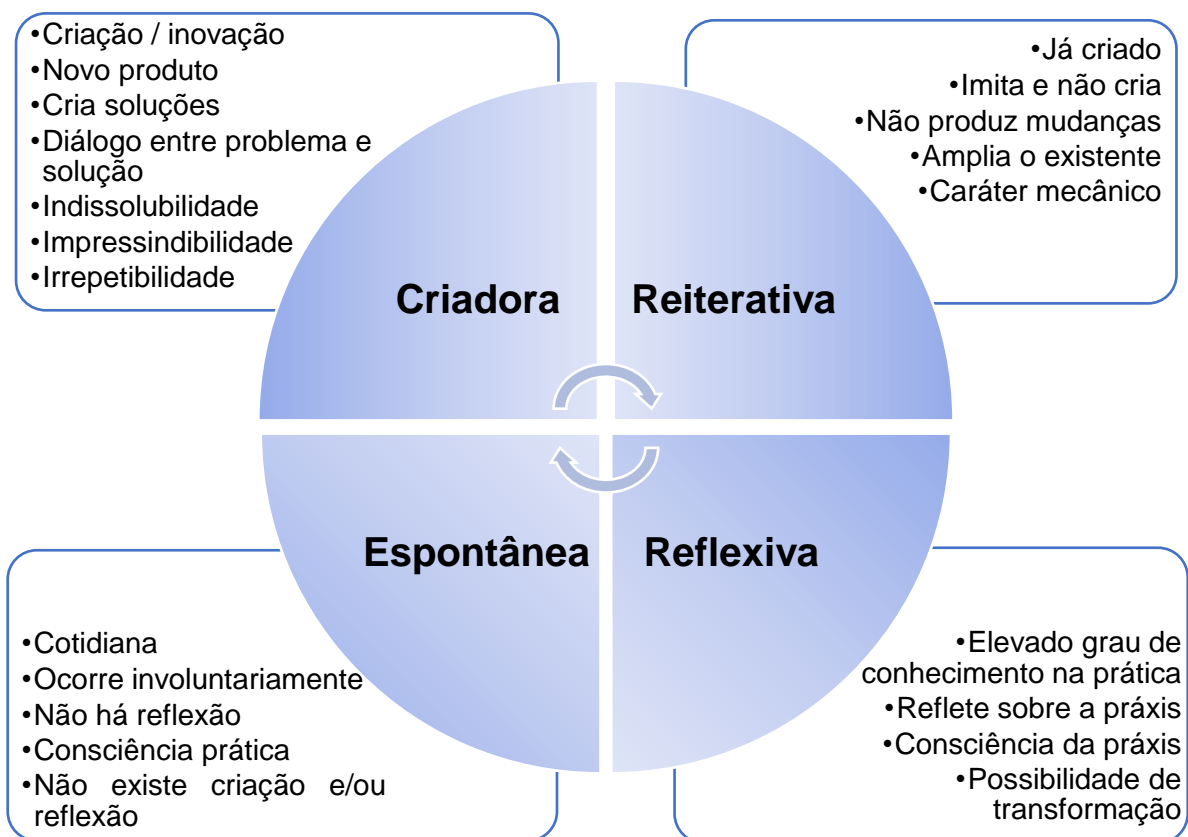 •Criação / inovação
•Novo produto
•Cria soluções
•Diálogo entre problema e
solução
•Indissolubilidade
•Impressindibilidade
•Irrepetibilidade
•Já criado
•Imita e não cria
•Não produz mudanças
•Amplia o existente
•Caráter mecânico
Criadora
Reiterativa
Espontânea
Reflexiva
•Cotidiana
•Ocorre involuntariamente
•Não há reflexão
•Consciência prática
•Não existe criação e/ou
reflexão
•Elevado grau de
conhecimento na prática
•Reflete sobre a práxis
•Consciência da práxis
•Possibilidade de
transformação